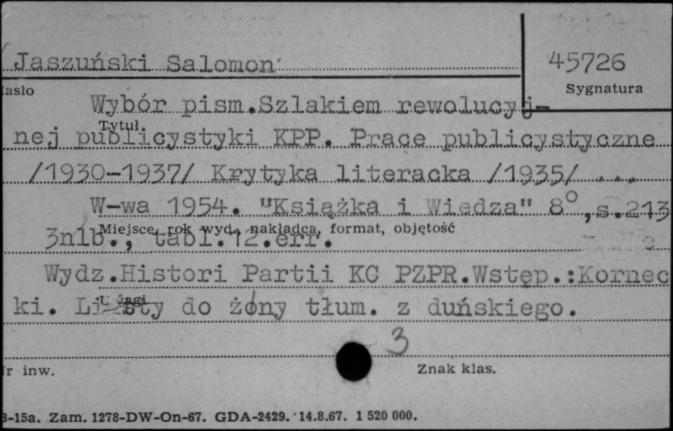 Jaszuński Salomon
45726
Hasło
Sygnatura
Wybór pism.Szlakiem rewolucyj-
Tytuł
nej publicystyki KPP. Prace publicystyczne
/1930-1937/ Krytyka literacka /1935/ ...
W-wa 1954. "Książka i Wiedza" 8°,s.213
Miejsce, rok wyd., nakładca, format, objętość
3nlb., tabl.12.err.
Wydz.Histori Partii KC PZPR.Wstęp.:Kornec
Uwagi
ki. Listy do żony tłum. z duńskiego.
3
Nr inw.
Znak klas.
B-15a. Zam. 1278-DW-On-67. GDA-2429. 14.8.67. 1 520 000.